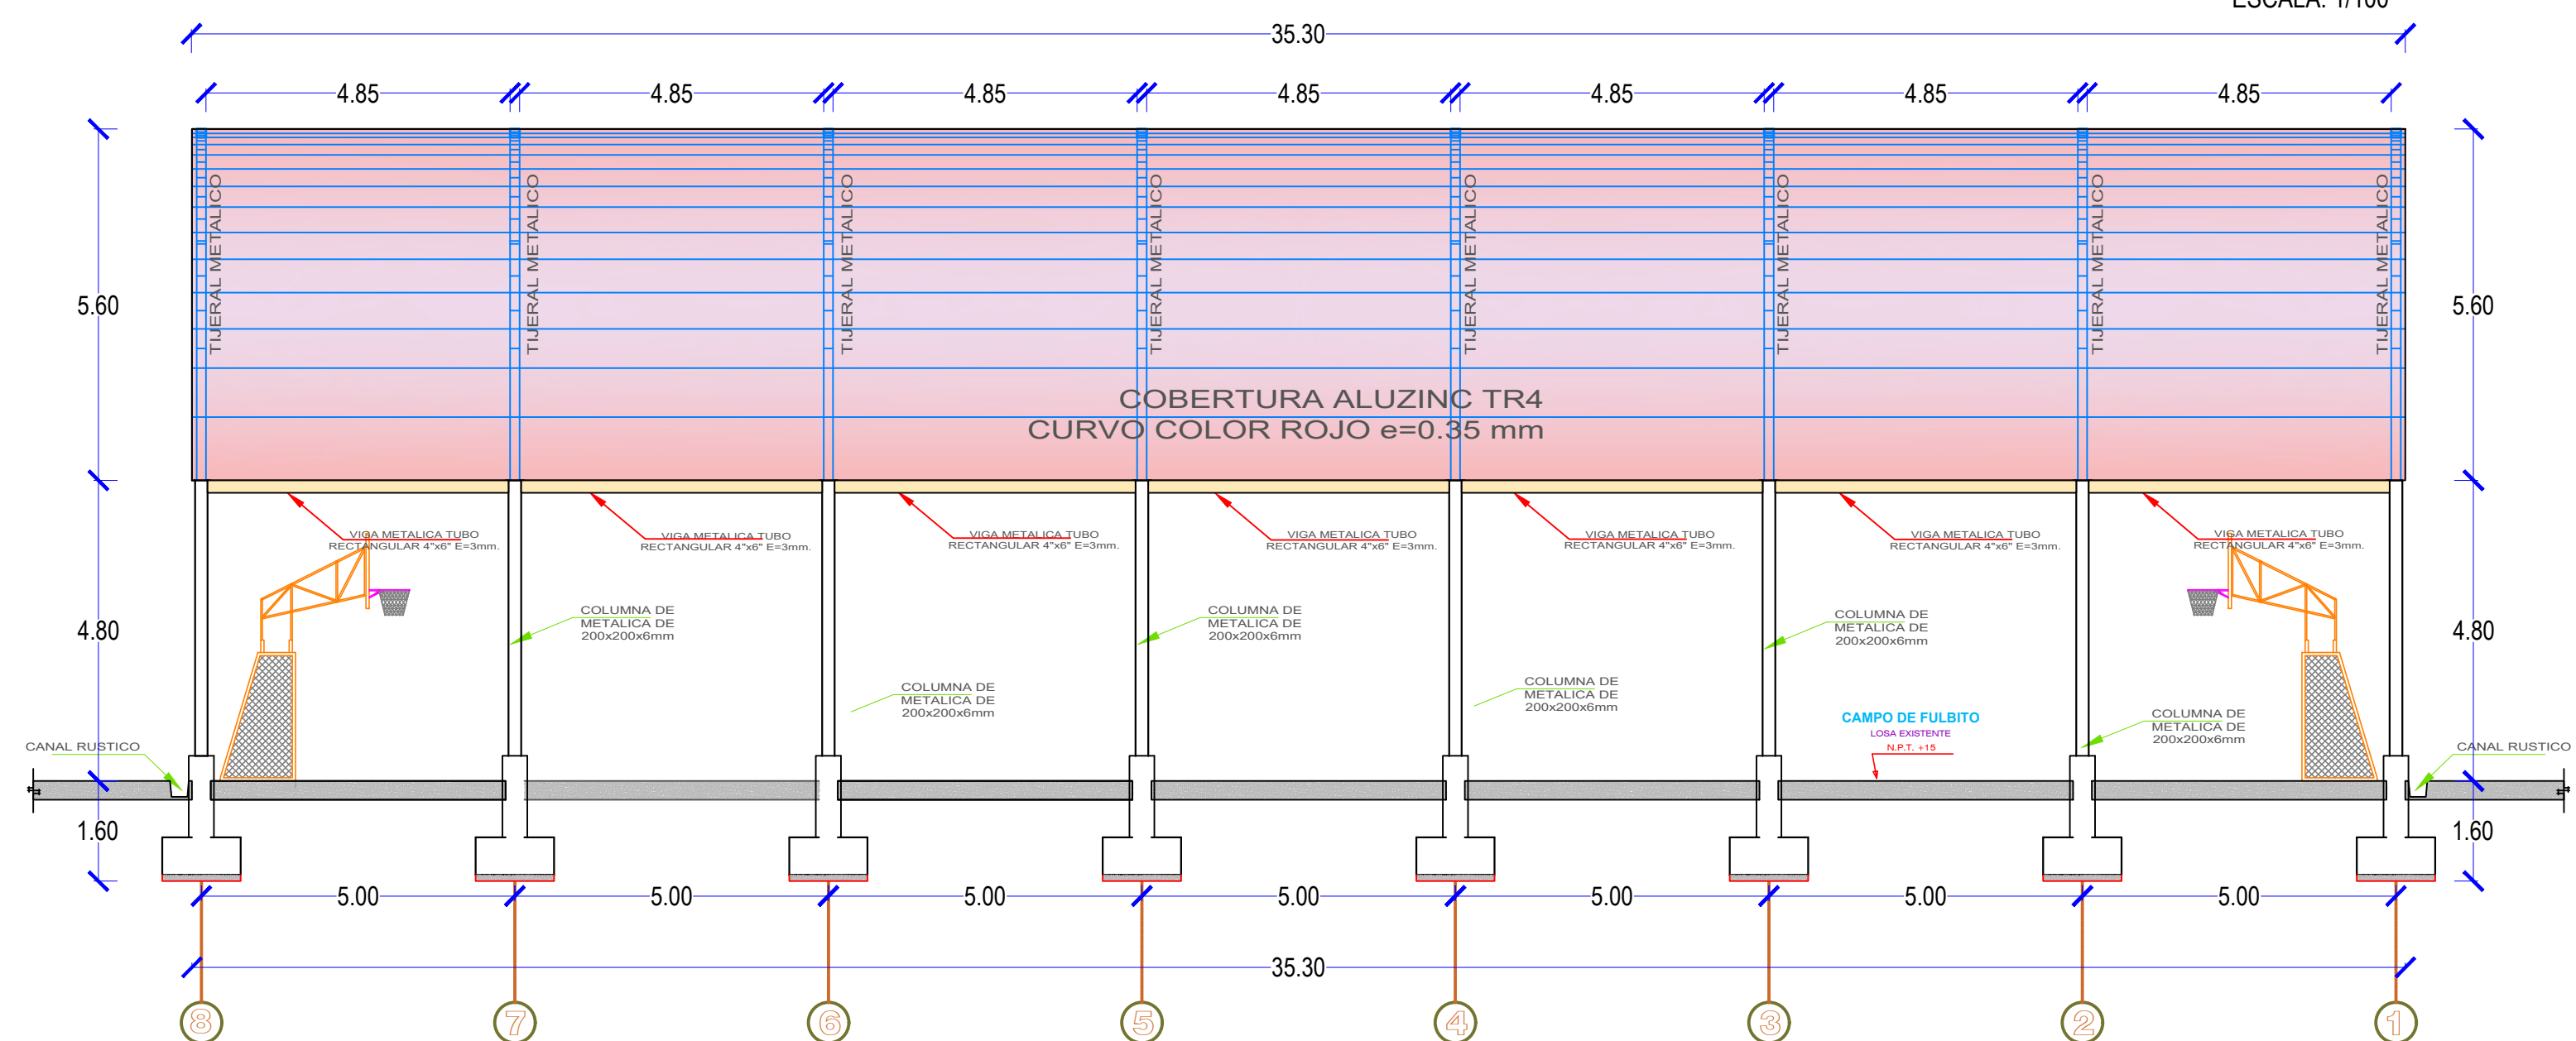 ESCALA: 1/100
35.30
4.85 4.85 4.85 4.85 4.85 4.85 4.85
TIJERAL METALICO
TIJERAL METALICO
TIJERAL METALICO
TIJERAL METALICO
TIJERAL METALICO
TIJERAL METALICO
TIJERAL METALICO
TIJERAL METALICO
5.60
5.60
COBERTURA ALUZINC TR4
CURVO COLOR ROJO e=0.35 mm
VIGA METALICA TUBO
RECTANGULAR 4"x6" E=3mm.
VIGA METALICA TUBO
RECTANGULAR 4"x6" E=3mm.
VIGA METALICA TUBO
RECTANGULAR 4"x6" E=3mm.
VIGA METALICA TUBO
RECTANGULAR 4"x6" E=3mm.
VIGA METALICA TUBO
RECTANGULAR 4"x6" E=3mm.
VIGA METALICA TUBO
RECTANGULAR 4"x6" E=3mm.
VIGA METALICA TUBO
RECTANGULAR 4"x6" E=3mm.
4.80
4.80
COLUMNA DE
METALICA DE
200x200x6mm
COLUMNA DE
METALICA DE
200x200x6mm
COLUMNA DE
METALICA DE
200x200x6mm
COLUMNA DE
METALICA DE
200x200x6mm
COLUMNA DE
METALICA DE
200x200x6mm
COLUMNA DE
METALICA DE
200x200x6mm
CAMPO DE FULBITO
LOSA EXISTENTE
N.P.T. +15
CANAL RUSTICO
CANAL RUSTICO
1.60
1.60
5.00 5.00 5.00 5.00 5.00 5.00 5.00
35.30
8 7 6 5 4 3 2 1